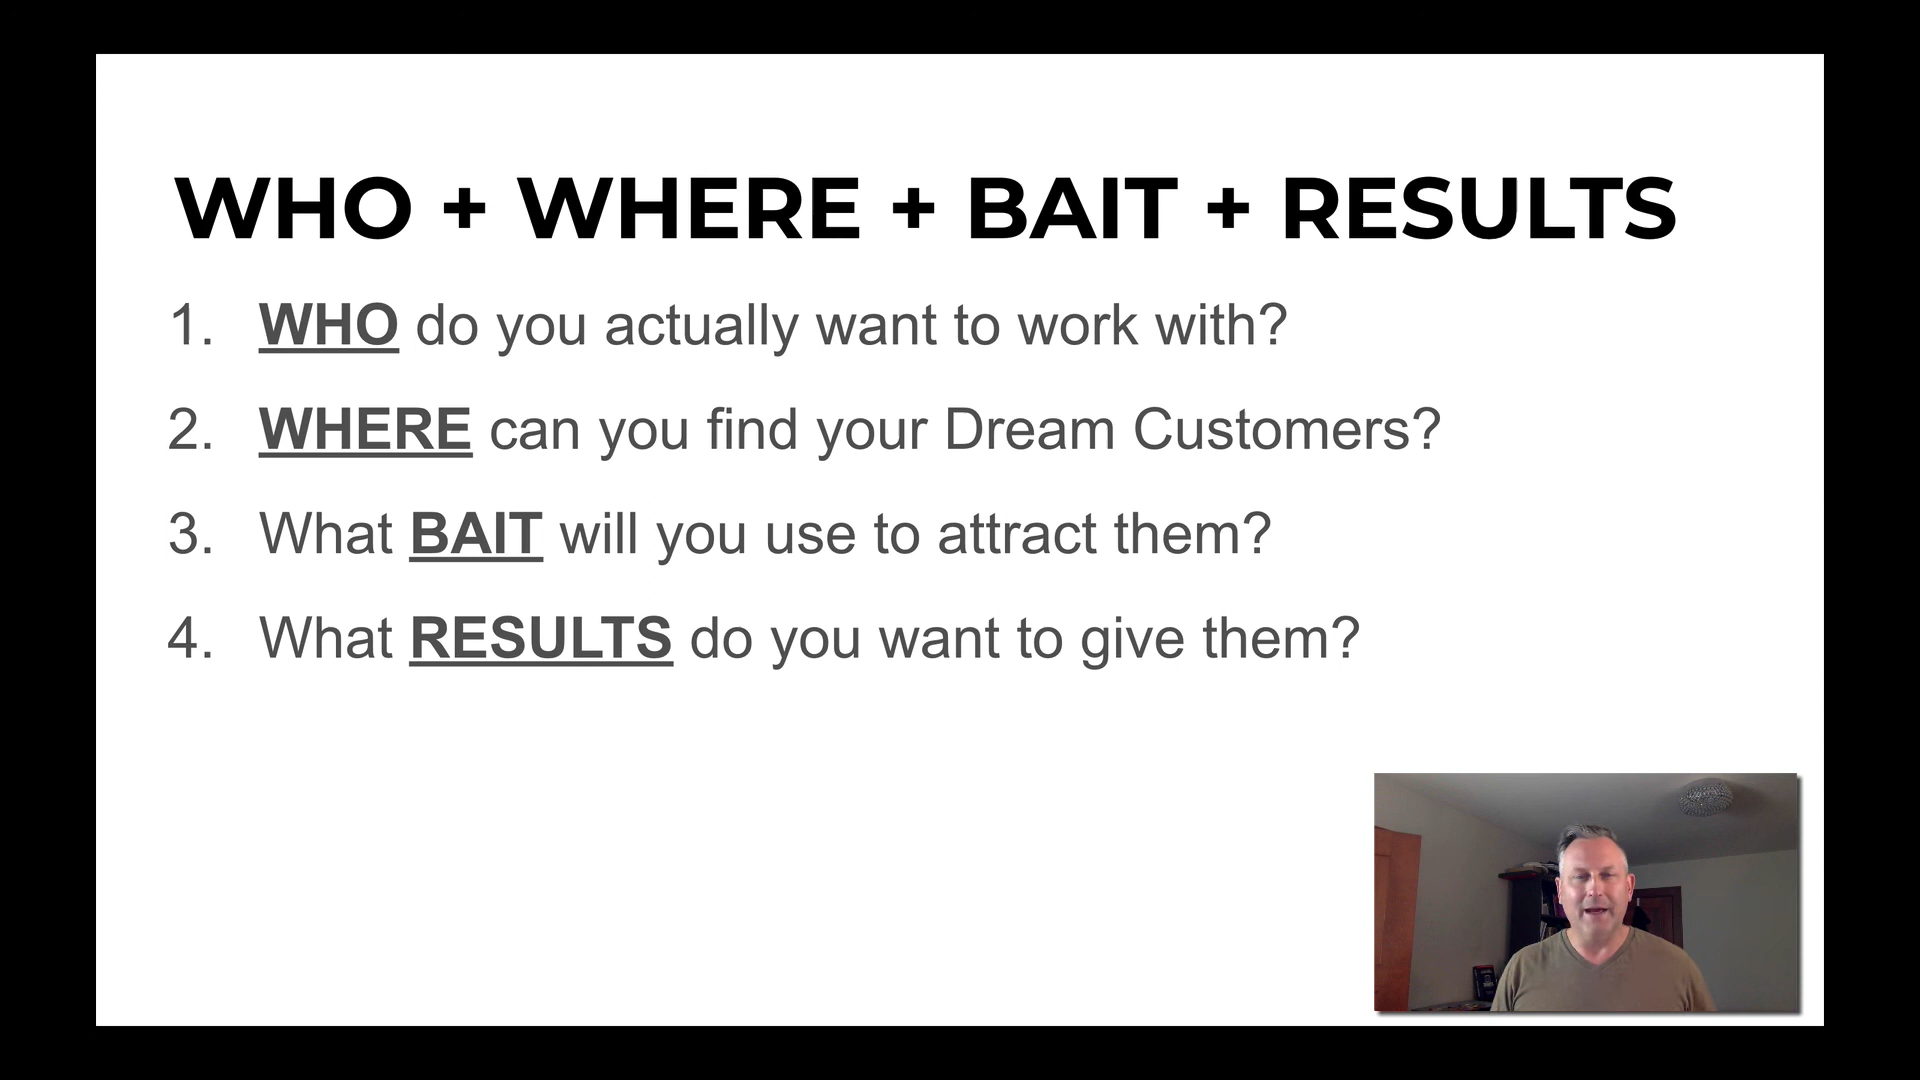 WHO + WHERE + BAIT + RESULTS
1. WHO do you actually want to work with?
2. WHERE can you find your Dream Customers?
3. What BAIT will you use to attract them?
4. What RESULTS do you want to give them?